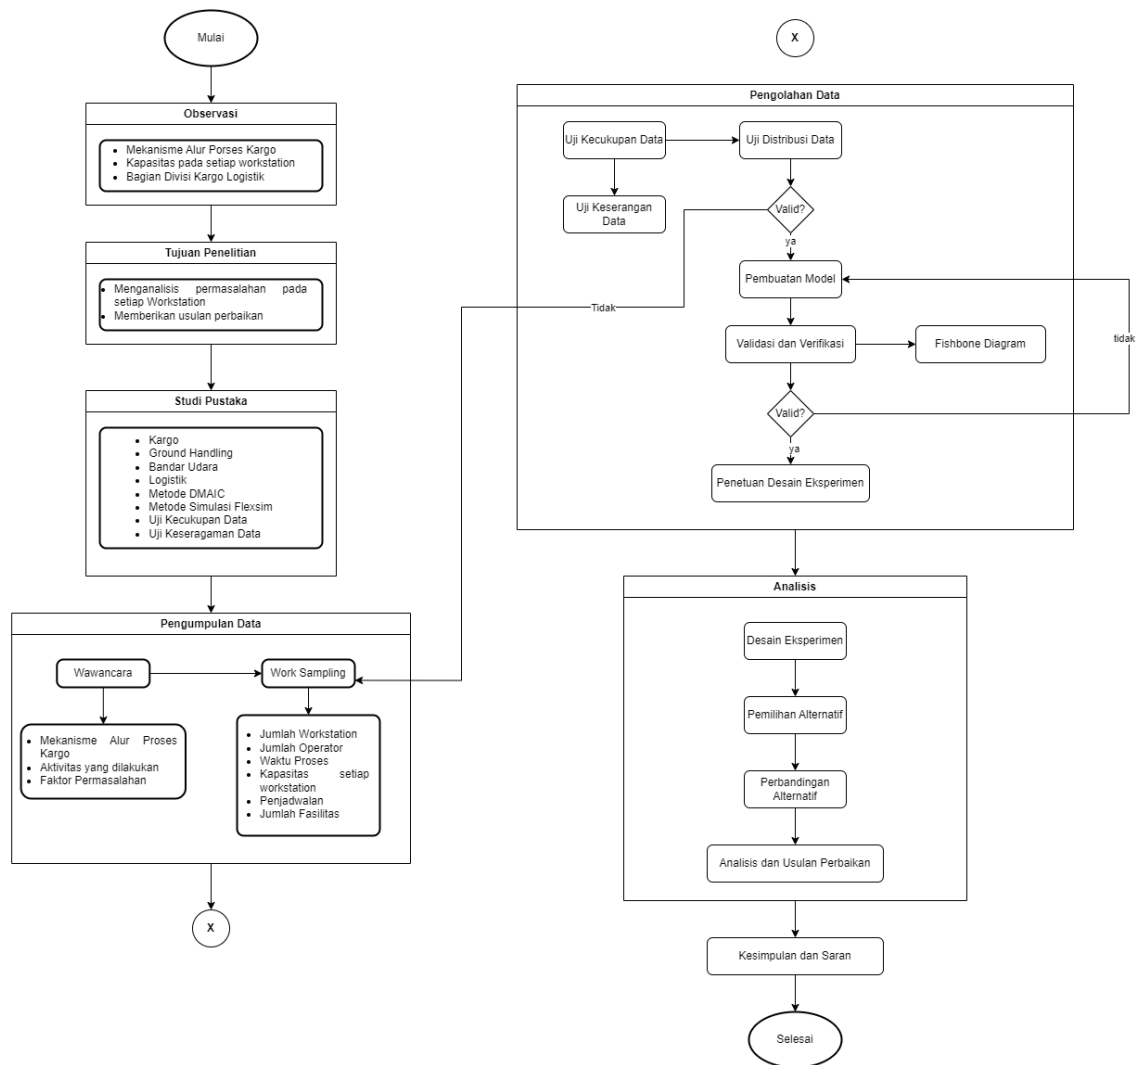 Mulai
Observasi
Mekanisme Alur Porses Kargo
Kapasitas pada setiap workstation
Bagian Divisi Kargo Logistik
Tujuan Penelitian
Menganalisis permasalahan pada
setiap Workstation
Memberikan usulan perbaikan
Studi Pustaka
Kargo
Ground Handling
Bandar Udara
Logistik
Metode DMAIC
Metode Simulasi Flexsim
Uji Kecukupan Data
Uji Keseragaman Data
Pengumpulan Data
Wawancara
Work Sampling
Mekanisme Alur Proses
Kargo
Aktivitas yang dilakukan
Faktor Permasalahan
Jumlah Workstation
Jumlah Operator
Waktu Proses
Kapasitas setiap
workstation
Penjadwalan
Jumlah Fasilitas
X
X
Pengolahan Data
Uji Kecukupan Data
Uji Distribusi Data
Uji Keserangan
Data
Valid?
ya
Tidak
Pembuatan Model
Validasi dan Verifikasi
Fishbone Diagram
tidak
Valid?
ya
Penetuan Desain Eksperimen
Analisis
Desain Eksperimen
Pemilihan Alternatif
Perbandingan
Alternatif
Analisis dan Usulan Perbaikan
Kesimpulan dan Saran
Selesai